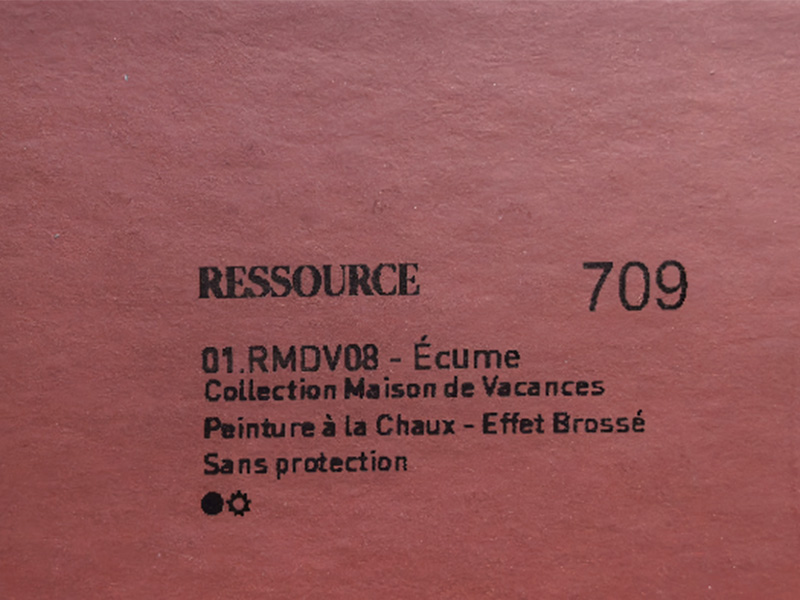 RESSOURCE 709
01.RMDV08 - Écume
Collection Maison de Vacances
Peinture à la Chaux - Effet Brossé
Sans protection